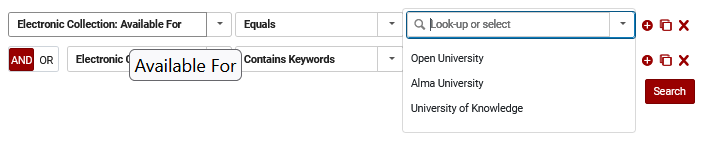 Electronic Collection: Available For
Equals
Look-up or select
AND OR
Electronic C
Contains Keywords
Available For
Open University
Alma University
University of Knowledge
Search